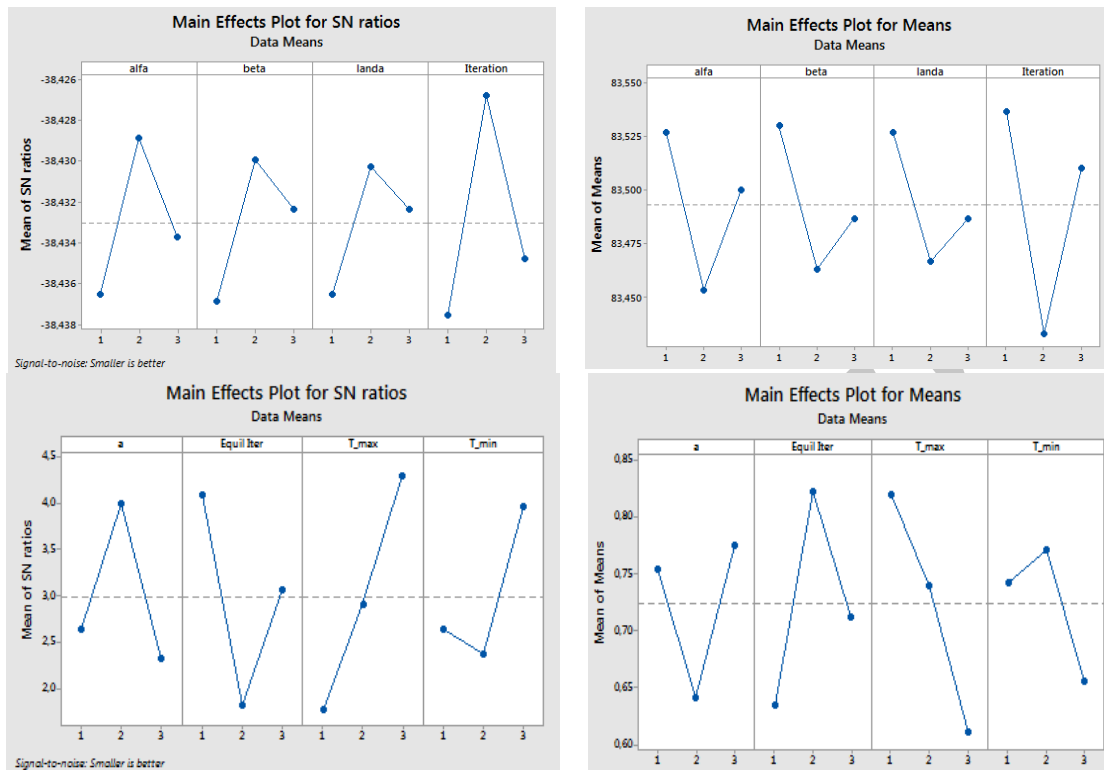 Main Effects Plot for SN ratios
Data Means
alfa beta landa Iteration
Mean of SN ratios
-38,426
-38,428
-38,430
-38,432
-38,434
-38,436
-38,438
1 2 3 1 2 3 1 2 3 1 2 3
Signal-to-noise: Smaller is better
Main Effects Plot for Means
Data Means
alfa beta landa Iteration
Mean of Means
83,550
83,525
83,500
83,475
83,450
1 2 3 1 2 3 1 2 3 1 2 3
Main Effects Plot for SN ratios
Data Means
a Equil Iter T_max T_min
Mean of SN ratios
4,5
4,0
3,5
3,0
2,5
2,0
1 2 3 1 2 3 1 2 3 1 2 3
Signal-to-noise: Smaller is better
Main Effects Plot for Means
Data Means
a Equil Iter T_max T_min
Mean of Means
0,85
0,80
0,75
0,70
0,65
0,60
1 2 3 1 2 3 1 2 3 1 2 3